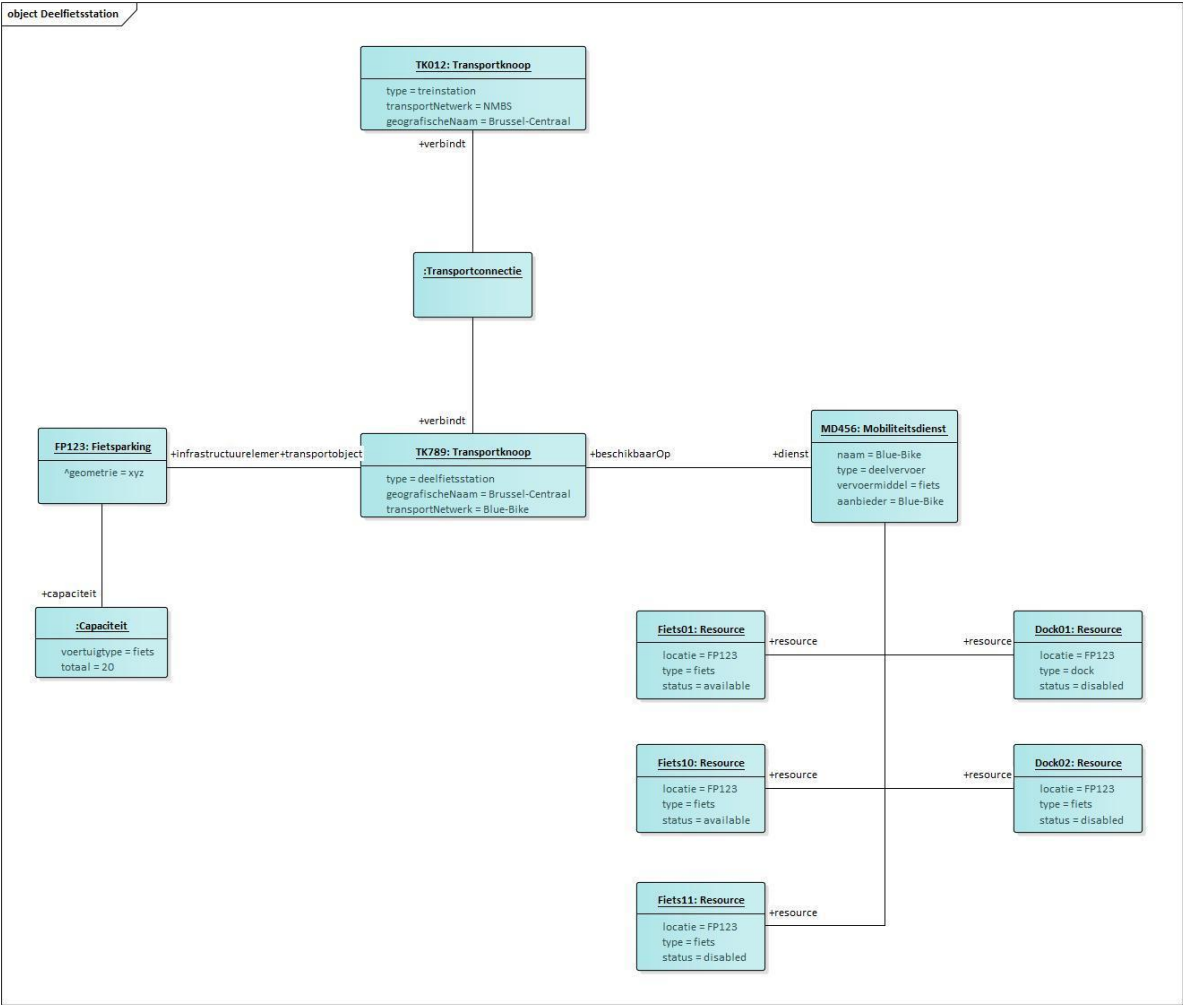 object Deelfietsstation
TK012: Transportknoop
type = treinstation
transportNetwerk = NMBS
geografischeNaam = Brussel-Centraal
+verbindt
:Transportconnectie
+verbindt
FP123: Fietsparking
^geometrie = xyz
+infrastructuurelemer
+transportobject
TK789: Transportknoop
type = deelfietsstation
geografischeNaam = Brussel-Centraal
transportNetwerk = Blue-Bike
+beschikbaarOp
+dienst
MD456: Mobiliteitsdienst
naam = Blue-Bike
type = deelvervoer
vervoermiddel = fiets
aanbieder = Blue-Bike
+capaciteit
:Capaciteit
voertuigtype = fiets
totaal = 20
Fiets01: Resource
locatie = FP123
type = fiets
status = available
+resource
+resource
Dock01: Resource
locatie = FP123
type = dock
status = disabled
Fiets10: Resource
locatie = FP123
type = fiets
status = available
+resource
+resource
Dock02: Resource
locatie = FP123
type = fiets
status = disabled
Fiets11: Resource
locatie = FP123
type = fiets
status = disabled
+resource